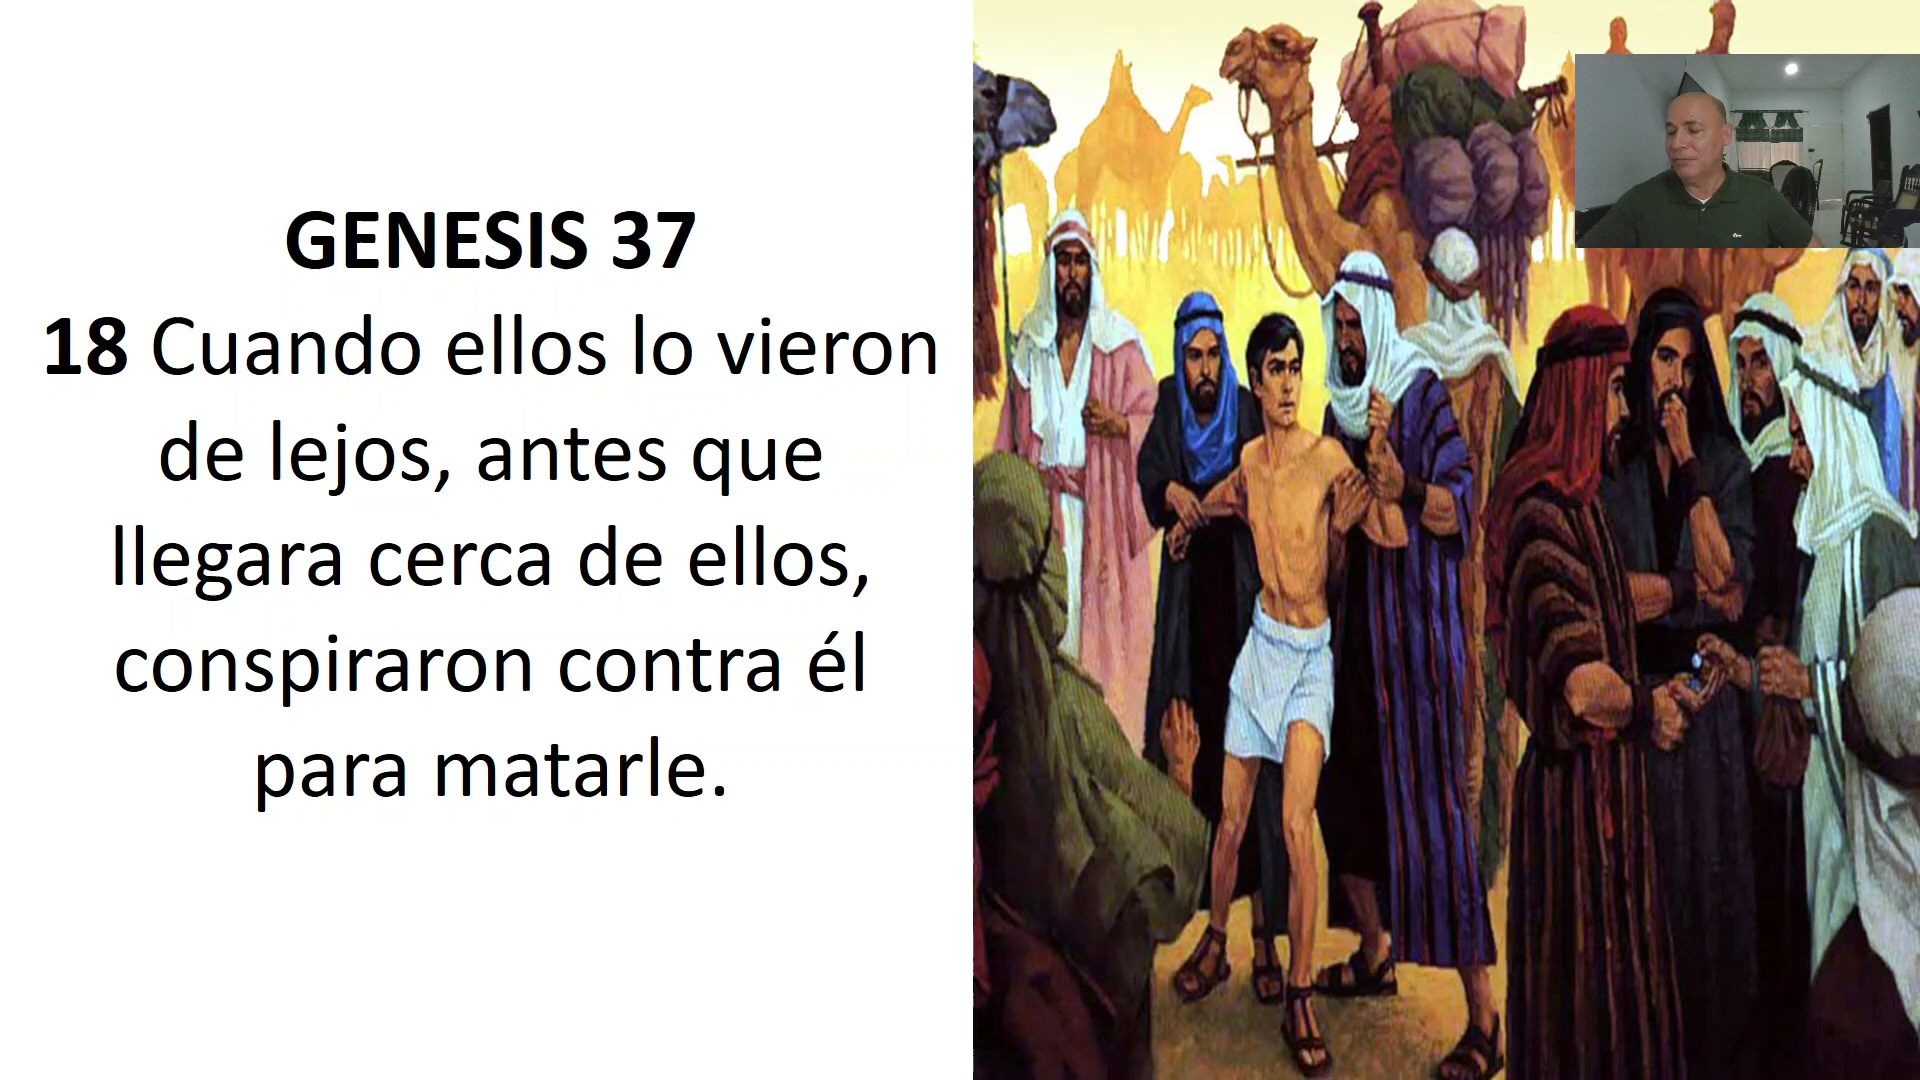 GENESIS 37
18 Cuando ellos lo vieron
de lejos, antes que
llegara cerca de ellos,
conspiraron contra él
para matarle.